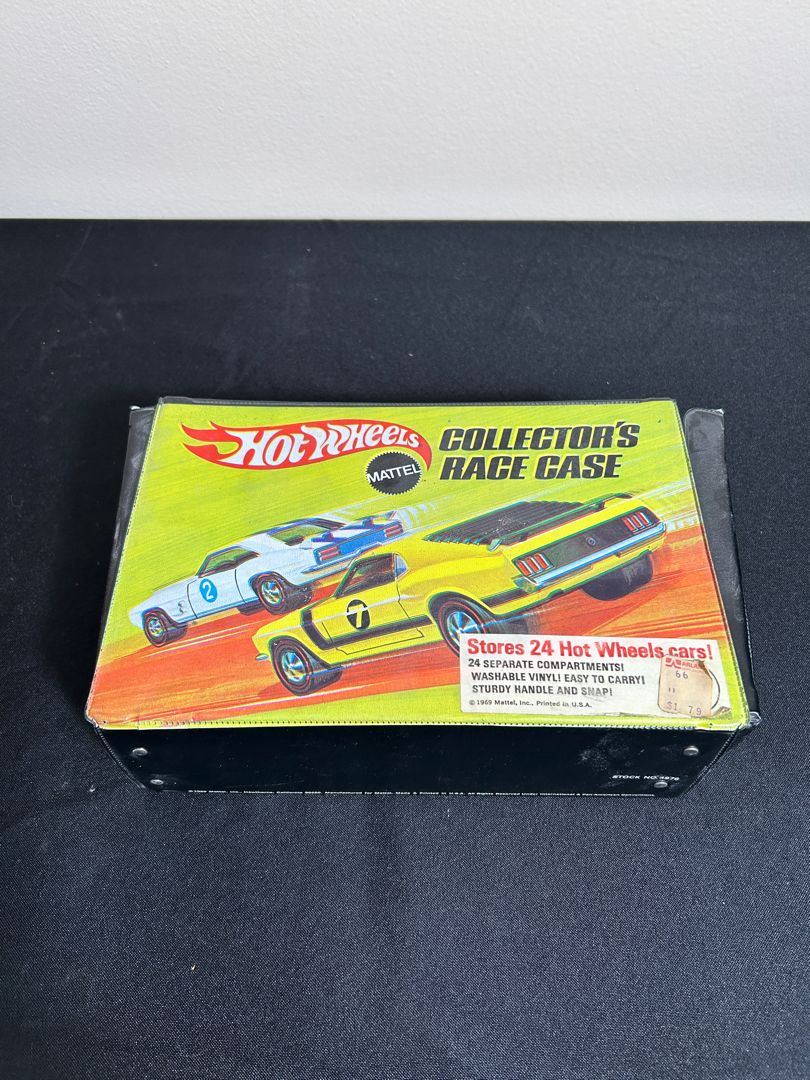 HOT WHEELS
MATTEL
COLLECTOR'S
RACE CASE
2
7
Stores 24 Hot Wheels cars!
24 SEPARATE COMPARTMENTS!
WASHABLE VINYL! EASY TO CARRY!
STURDY HANDLE AND SNAP!
© 1969 Mattel, Inc., Printed in U.S.A.
66
$1 79
STOCK NO. 4976